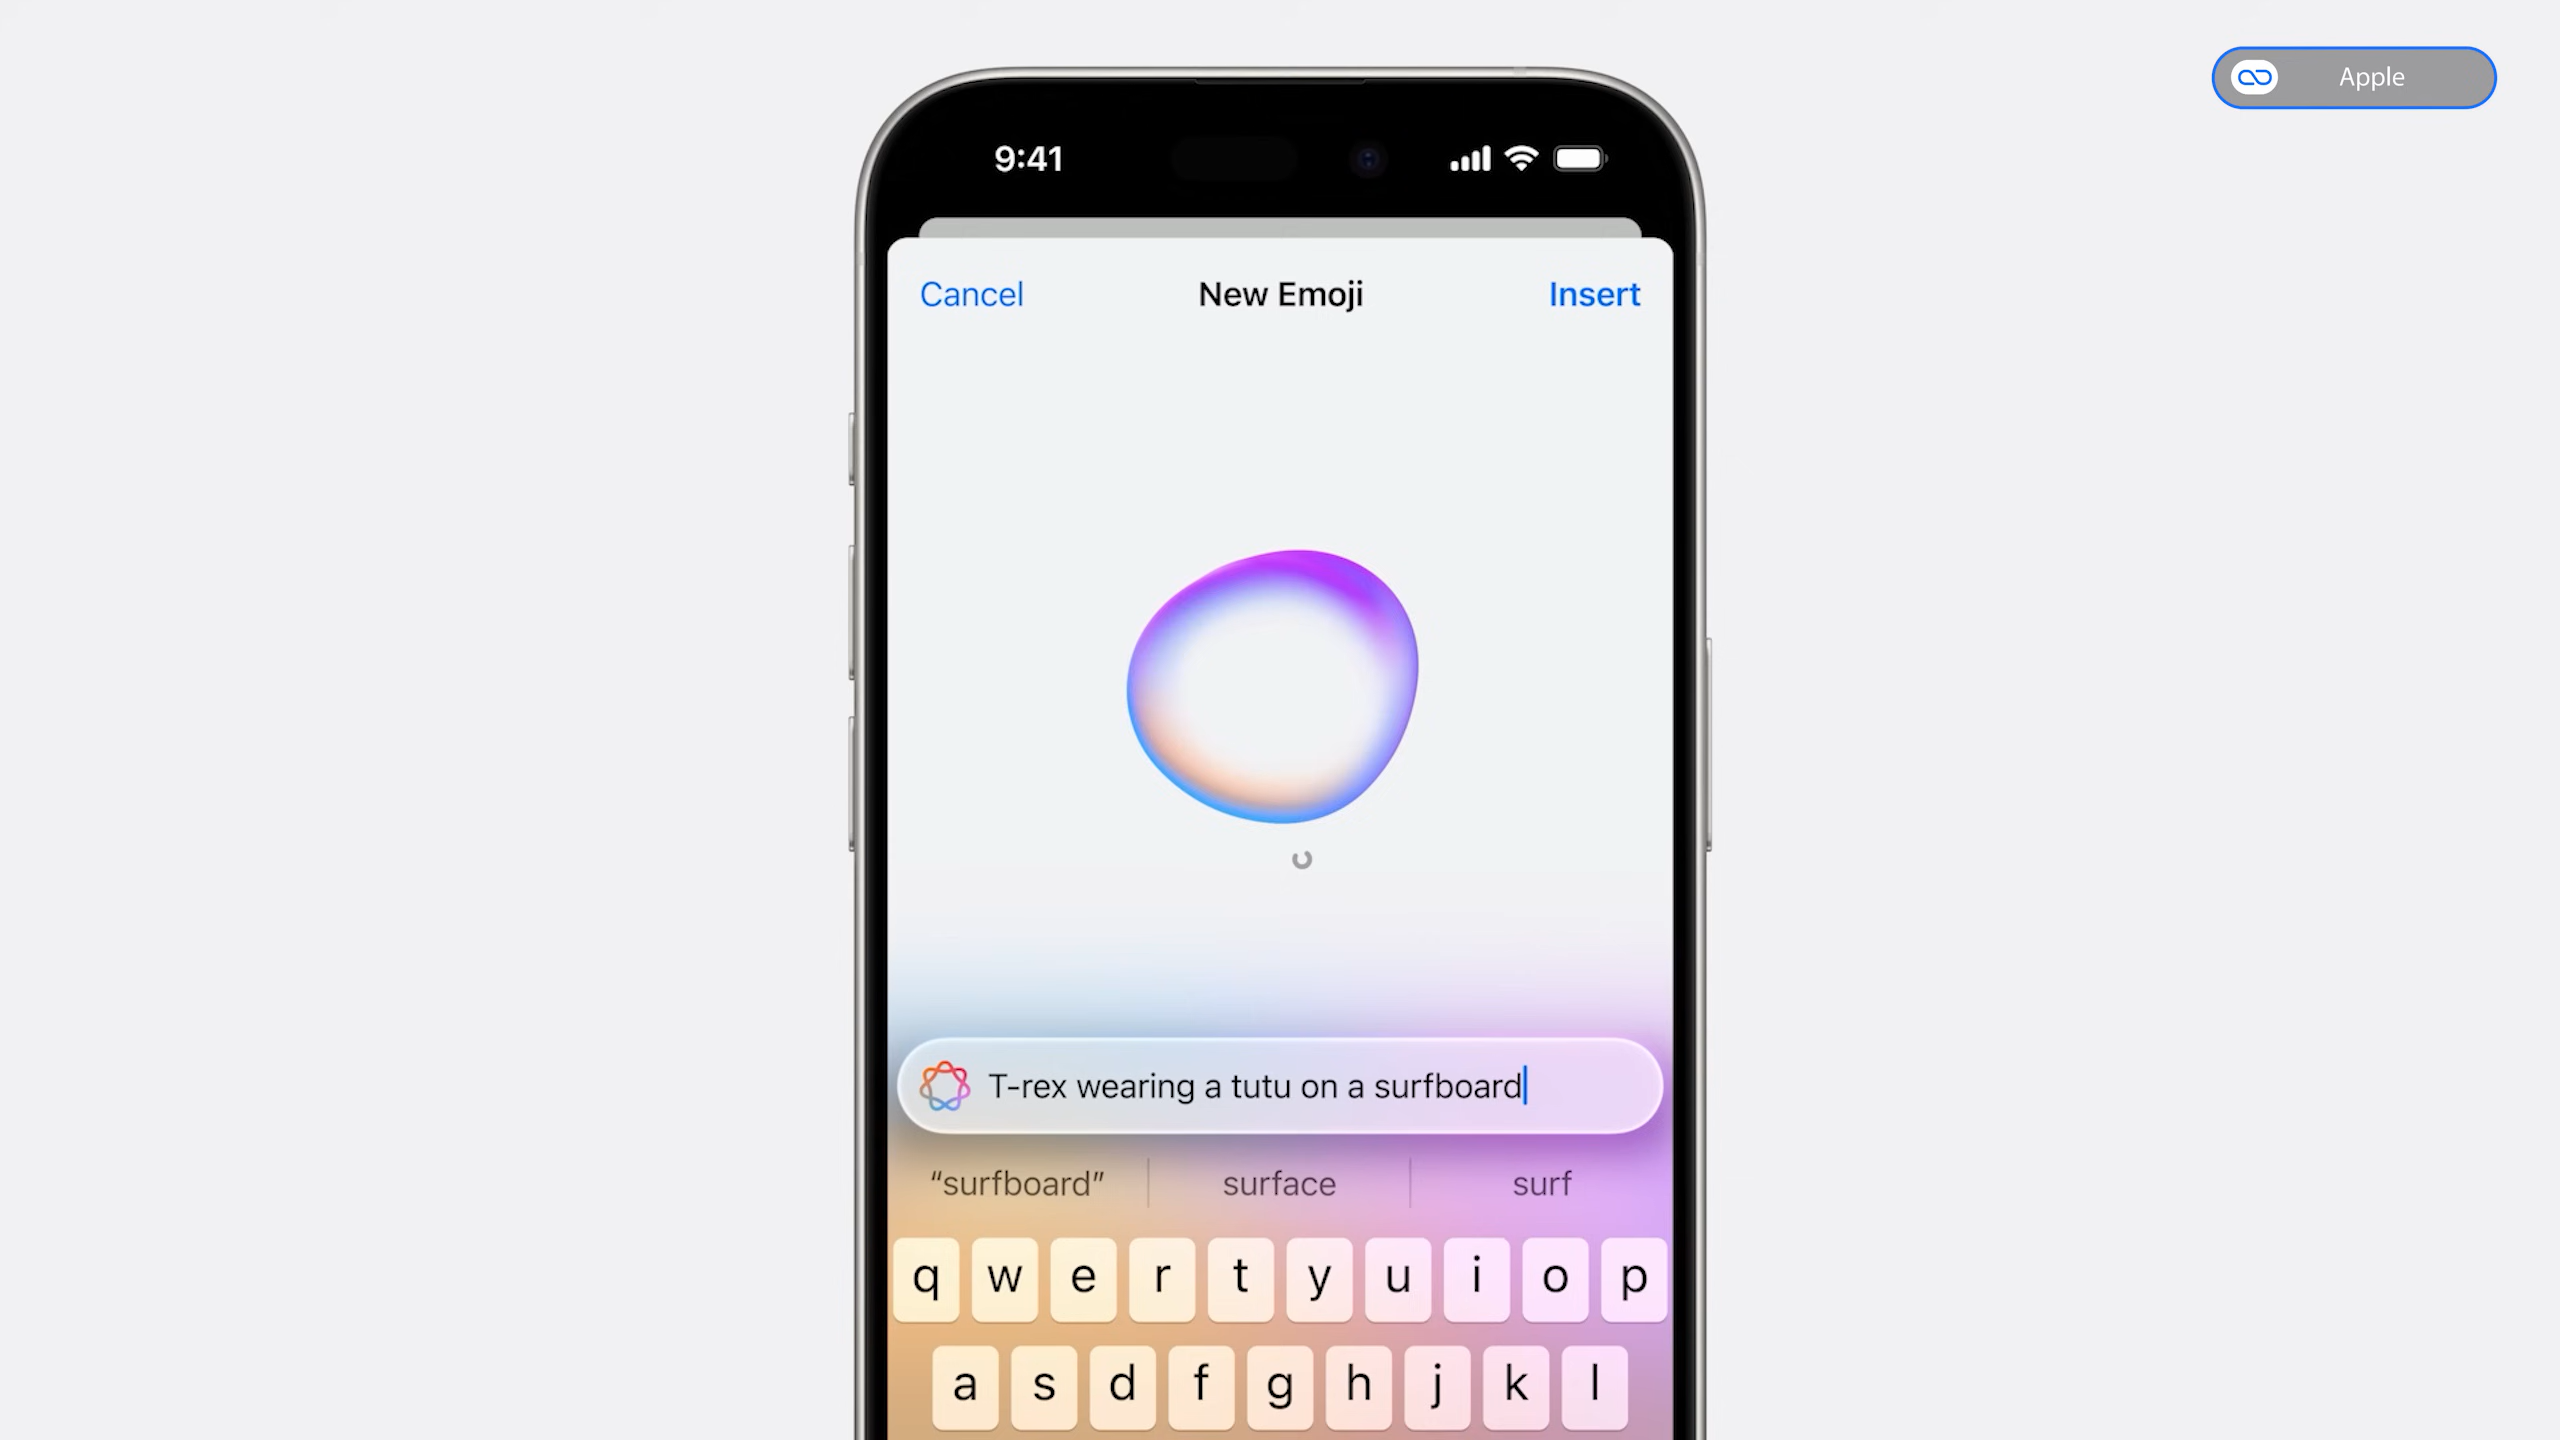 Apple
9:41
Cancel New Emoji Insert
T-rex wearing a tutu on a surfboard
“surfboard” surface surf
q w e r t y u i o p
a s d f g h j k l